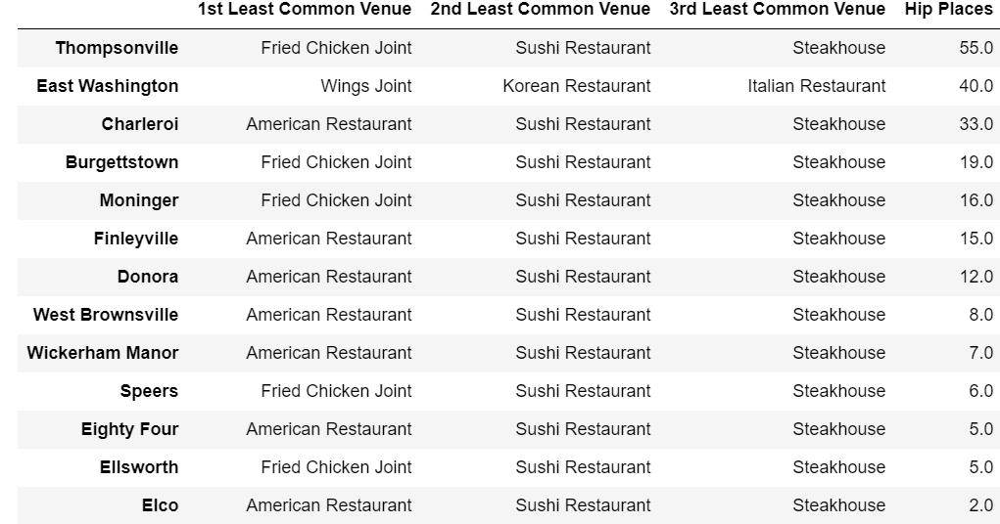 1st Least Common Venue 2nd Least Common Venue 3rd Least Common Venue Hip Places
Thompsonville Fried Chicken Joint Sushi Restaurant Steakhouse 55.0
East Washington Wings Joint Korean Restaurant Italian Restaurant 40.0
Charleroi American Restaurant Sushi Restaurant Steakhouse 33.0
Burgettstown Fried Chicken Joint Sushi Restaurant Steakhouse 19.0
Moninger Fried Chicken Joint Sushi Restaurant Steakhouse 16.0
Finleyville American Restaurant Sushi Restaurant Steakhouse 15.0
Donora American Restaurant Sushi Restaurant Steakhouse 12.0
West Brownsville American Restaurant Sushi Restaurant Steakhouse 8.0
Wickerham Manor American Restaurant Sushi Restaurant Steakhouse 7.0
Speers Fried Chicken Joint Sushi Restaurant Steakhouse 6.0
Eighty Four American Restaurant Sushi Restaurant Steakhouse 5.0
Ellsworth Fried Chicken Joint Sushi Restaurant Steakhouse 5.0
Elco American Restaurant Sushi Restaurant Steakhouse 2.0